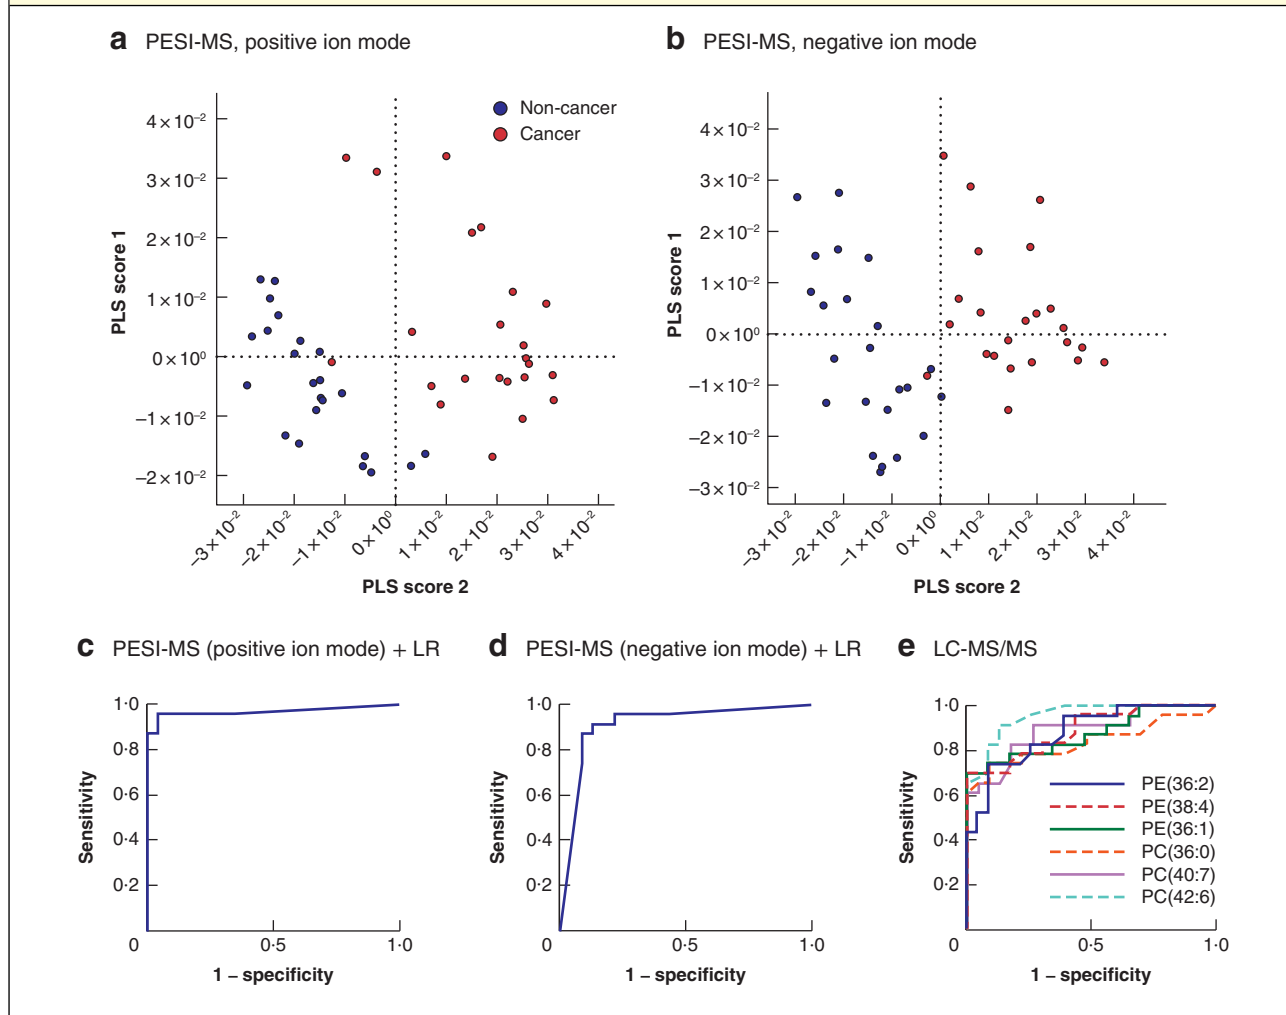 a PESI-MS, positive ion mode
Non-cancer
Cancer
4×10⁻²
3×10⁻²
2×10⁻²
1×10⁻²
0×10⁰
−1×10⁻²
−2×10⁻²
PLS score 1
−3×10⁻²
−2×10⁻²
−1×10⁻²
0×10⁰
1×10⁻²
2×10⁻²
3×10⁻²
4×10⁻²
PLS score 2
b PESI-MS, negative ion mode
4×10⁻²
3×10⁻²
2×10⁻²
1×10⁻²
0×10⁰
−1×10⁻²
−2×10⁻²
−3×10⁻²
PLS score 1
−3×10⁻²
−2×10⁻²
−1×10⁻²
0×10⁰
1×10⁻²
2×10⁻²
3×10⁻²
4×10⁻²
PLS score 2
c PESI-MS (positive ion mode) + LR
1·0
0·8
0·6
0·4
0·2
Sensitivity
0 0·5 1·0
1 – specificity
d PESI-MS (negative ion mode) + LR
1·0
0·8
0·6
0·4
0·2
Sensitivity
0 0·5 1·0
1 – specificity
e LC-MS/MS
1·0
0·8
0·6
0·4
0·2
Sensitivity
PE(36:2)
PE(38:4)
PE(36:1)
PC(36:0)
PC(40:7)
PC(42:6)
0 0·5 1·0
1 – specificity